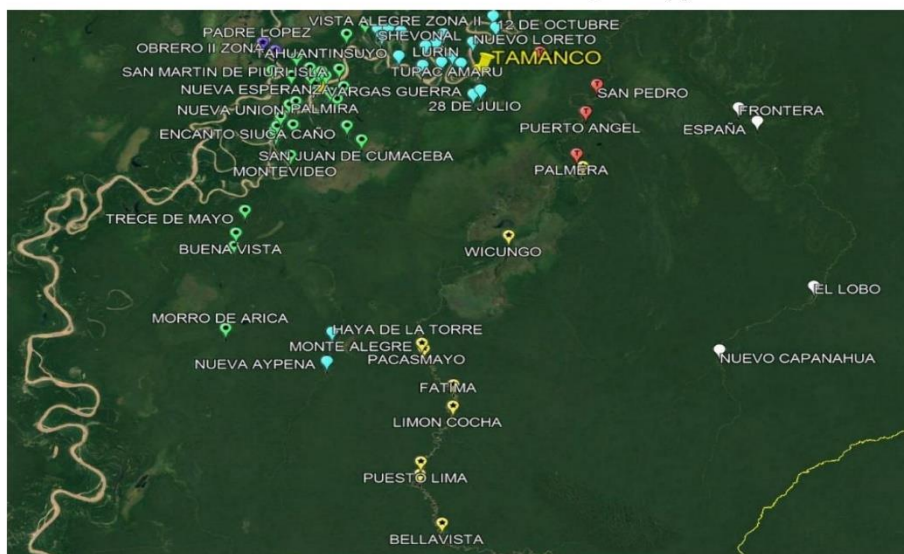 VISTA ALEGRE ZONA II
12 DE OCTUBRE
PADRE LOPEZ
SHEVONAL
NUEVO LORETO
OBRERO II ZONA
TAHUANTINSUYO
LURIN
TAMANCO
SAN MARTIN DE
ISLA
TUPAC AMARU
NUEVA ESPERANZA
VARGAS GUERRA
28 DE JULIO
SAN PEDRO
NUEVA UNION
PALMIRA
PUERTO ANGEL
FRONTERA
ESPAÑA
ENCANTO
CAÑO
SAN JUAN DE CUMACEBA
MONTEVIDEO
PALMERA
TRECE DE MAYO
BUENA VISTA
WICUNGO
EL LOBO
MORRO DE ARICA
HAYA DE LA TORRE
MONTE ALEGRE
PACASMAYO
NUEVA AYPENA
NUEVO CAPANAHUA
FATIMA
LIMON COCHA
PUESTO LIMA
BELLAVISTA